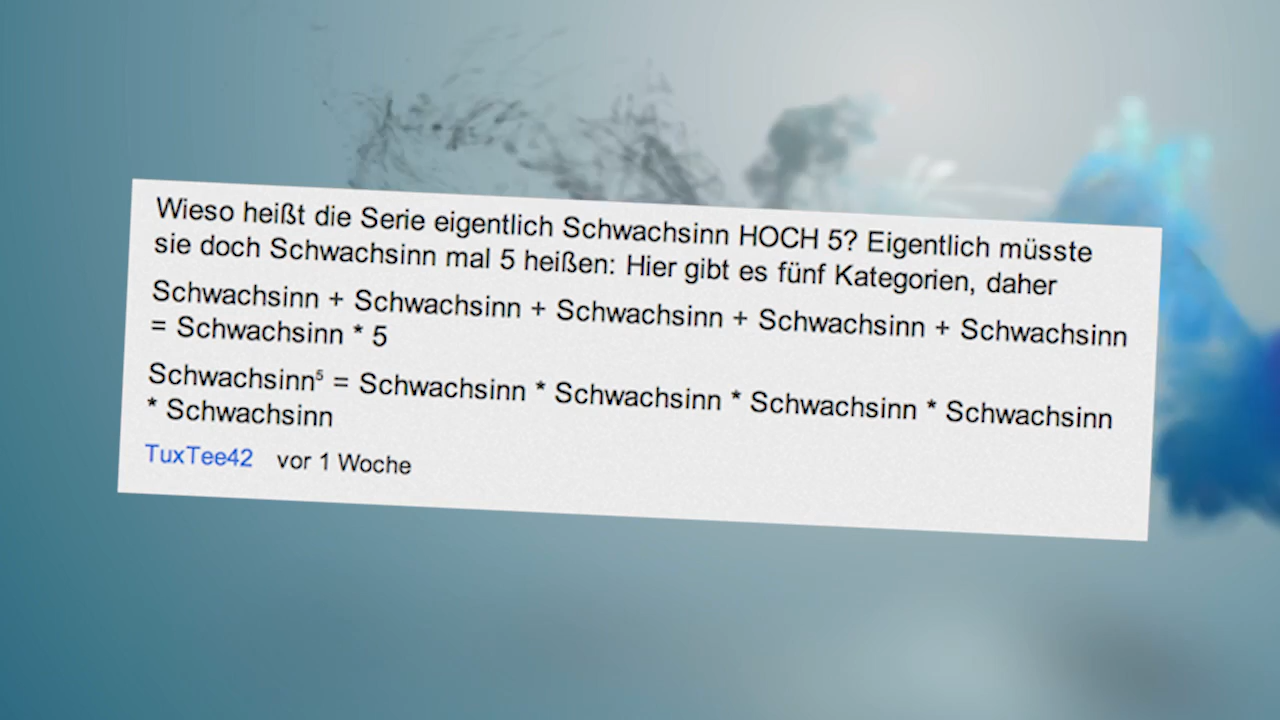 Wieso heißt die Serie eigentlich Schwachsinn HOCH 5? Eigentlich müsste
sie doch Schwachsinn mal 5 heißen: Hier gibt es fünf Kategorien, daher
Schwachsinn + Schwachsinn + Schwachsinn + Schwachsinn + Schwachsinn
= Schwachsinn * 5
Schwachsinn⁵ = Schwachsinn * Schwachsinn * Schwachsinn * Schwachsinn
* Schwachsinn
TuxTee42 vor 1 Woche